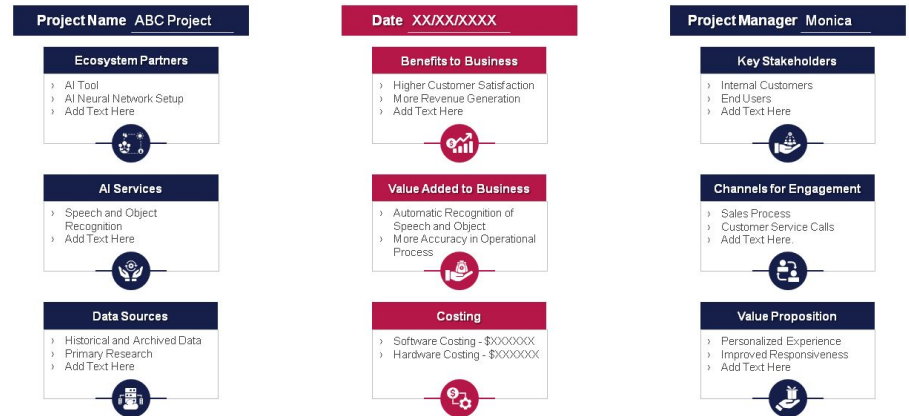 Project Name ABC Project
Date XX/XX/XXXX
Project Manager Monica
Ecosystem Partners
› AI Tool
› AI Neural Network Setup
› Add Text Here
Benefits to Business
› Higher Customer Satisfaction
› More Revenue Generation
› Add Text Here
Key Stakeholders
› Internal Customers
› End Users
› Add Text Here
AI Services
› Speech and Object
Recognition
› Add Text Here
Value Added to Business
› Automatic Recognition of
Speech and Object
› More Accuracy in Operational
Process
Channels for Engagement
› Sales Process
› Customer Service Calls
› Add Text Here.
Data Sources
› Historical and Archived Data
› Primary Research
› Add Text Here
Costing
› Software Costing - $XXXXXX
› Hardware Costing - $XXXXXX
Value Proposition
› Personalized Experience
› Improved Responsiveness
› Add Text Here